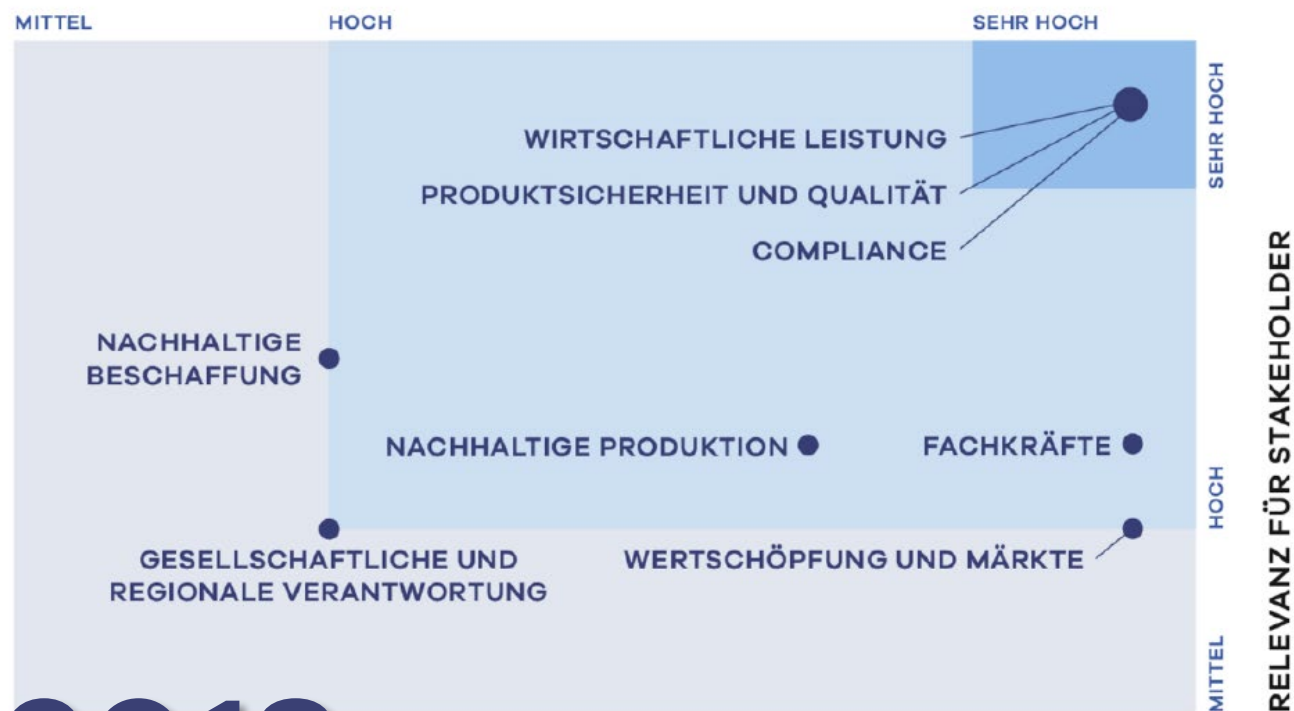 MITTEL
HOCH
SEHR HOCH
SEHR HOCH
WIRTSCHAFTLICHE LEISTUNG
PRODUKTSICHERHEIT UND QUALITÄT
COMPLIANCE
NACHHALTIGE
BESCHAFFUNG
NACHHALTIGE PRODUKTION
FACHKRÄFTE
HOCH
GESELLSCHAFTLICHE UND
REGIONALE VERANTWORTUNG
WERTSCHÖPFUNG UND MÄRKTE
MITTEL
RELEVANZ FÜR STAKEHOLDER